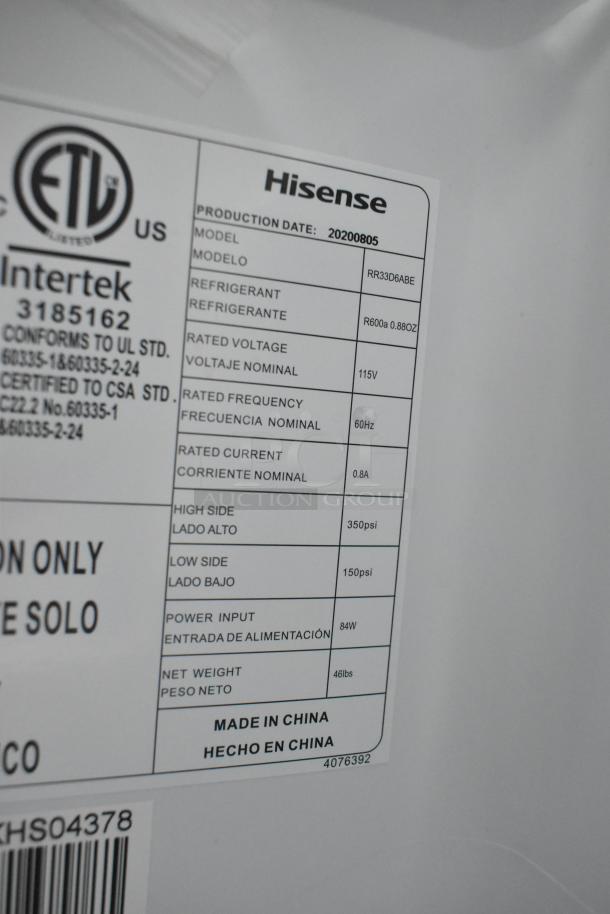 C ETL CM LISTED US
Intertek
3185162
CONFORMS TO UL STD.
60335-1&60335-2-24
CERTIFIED TO CSA STD.
C22.2 No.60335-1
&60335-2-24
ON ONLY
E SOLO
CO
Hisense
PRODUCTION DATE: 20200805
MODEL
MODELO
RR33D6ABE
REFRIGERANT
REFRIGERANTE
R600a 0.88OZ
RATED VOLTAGE
VOLTAJE NOMINAL
115V
RATED FREQUENCY
FRECUENCIA NOMINAL
60Hz
RATED CURRENT
CORRIENTE NOMINAL
0.8A
AUCTION GROUP
HIGH SIDE
LADO ALTO
350psi
LOW SIDE
LADO BAJO
150psi
POWER INPUT
ENTRADA DE ALIMENTACIÓN
84W
NET WEIGHT
PESO NETO
46lbs
MADE IN CHINA
HECHO EN CHINA
4076392
HS04378